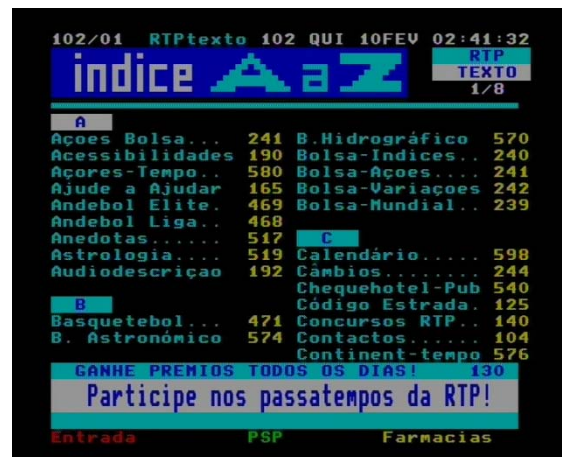 102/01 RTPtexto 102 QUI 10FEV 02:41:32
indice A a Z
RTP
TEXTO
1/8
A
Açoes Bolsa... 241
Acessibilidades 190
Açores-Tempo.. 580
Ajude a Ajudar 165
Andebol Elite. 469
Andebol Liga.. 468
Anedotas...... 517
Astrologia.... 519
Audiodescriçao 192
B
Basquetebol... 471
B. Astronómico 574
B.Hidrográfico 570
Bolsa-Indices.. 240
Bolsa-Açoes.... 241
Bolsa-Variaçoes 242
Bolsa-Mundial.. 239
C
Calendário..... 598
Câmbios........ 244
Chequehotel-Pub 540
Código Estrada. 125
Concursos RTP.. 140
Contactos...... 104
Continent-tempo 576
GANHE PREMIOS TODOS OS DIAS! 130
Participe nos passatempos da RTP!
Entrada PSP Farmacias